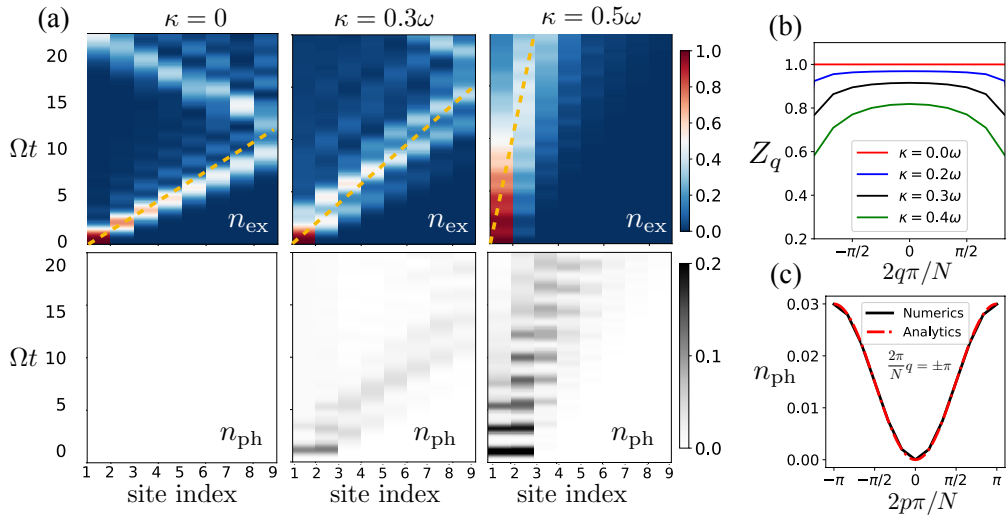 (a)
κ = 0
κ = 0.3ω
κ = 0.5ω
Ωt
20
15
10
5
0
n_ex
n_ex
n_ex
1.0
0.8
0.6
0.4
0.2
0.0
Ωt
20
15
10
5
0
n_ph
n_ph
n_ph
0.2
0.1
0.0
1 2 3 4 5 6 7 8 9
1 2 3 4 5 6 7 8 9
1 2 3 4 5 6 7 8 9
site index
site index
site index
(b)
Z_q
1.0
0.8
0.6
0.4
0.2
κ = 0.0ω
κ = 0.2ω
κ = 0.3ω
κ = 0.4ω
−π/2 0 π/2
2qπ/N
(c)
n_ph
0.03
0.02
0.01
0.00
Numerics
Analytics
2π/N q = ±π
−π −π/2 0 π/2 π
2pπ/N